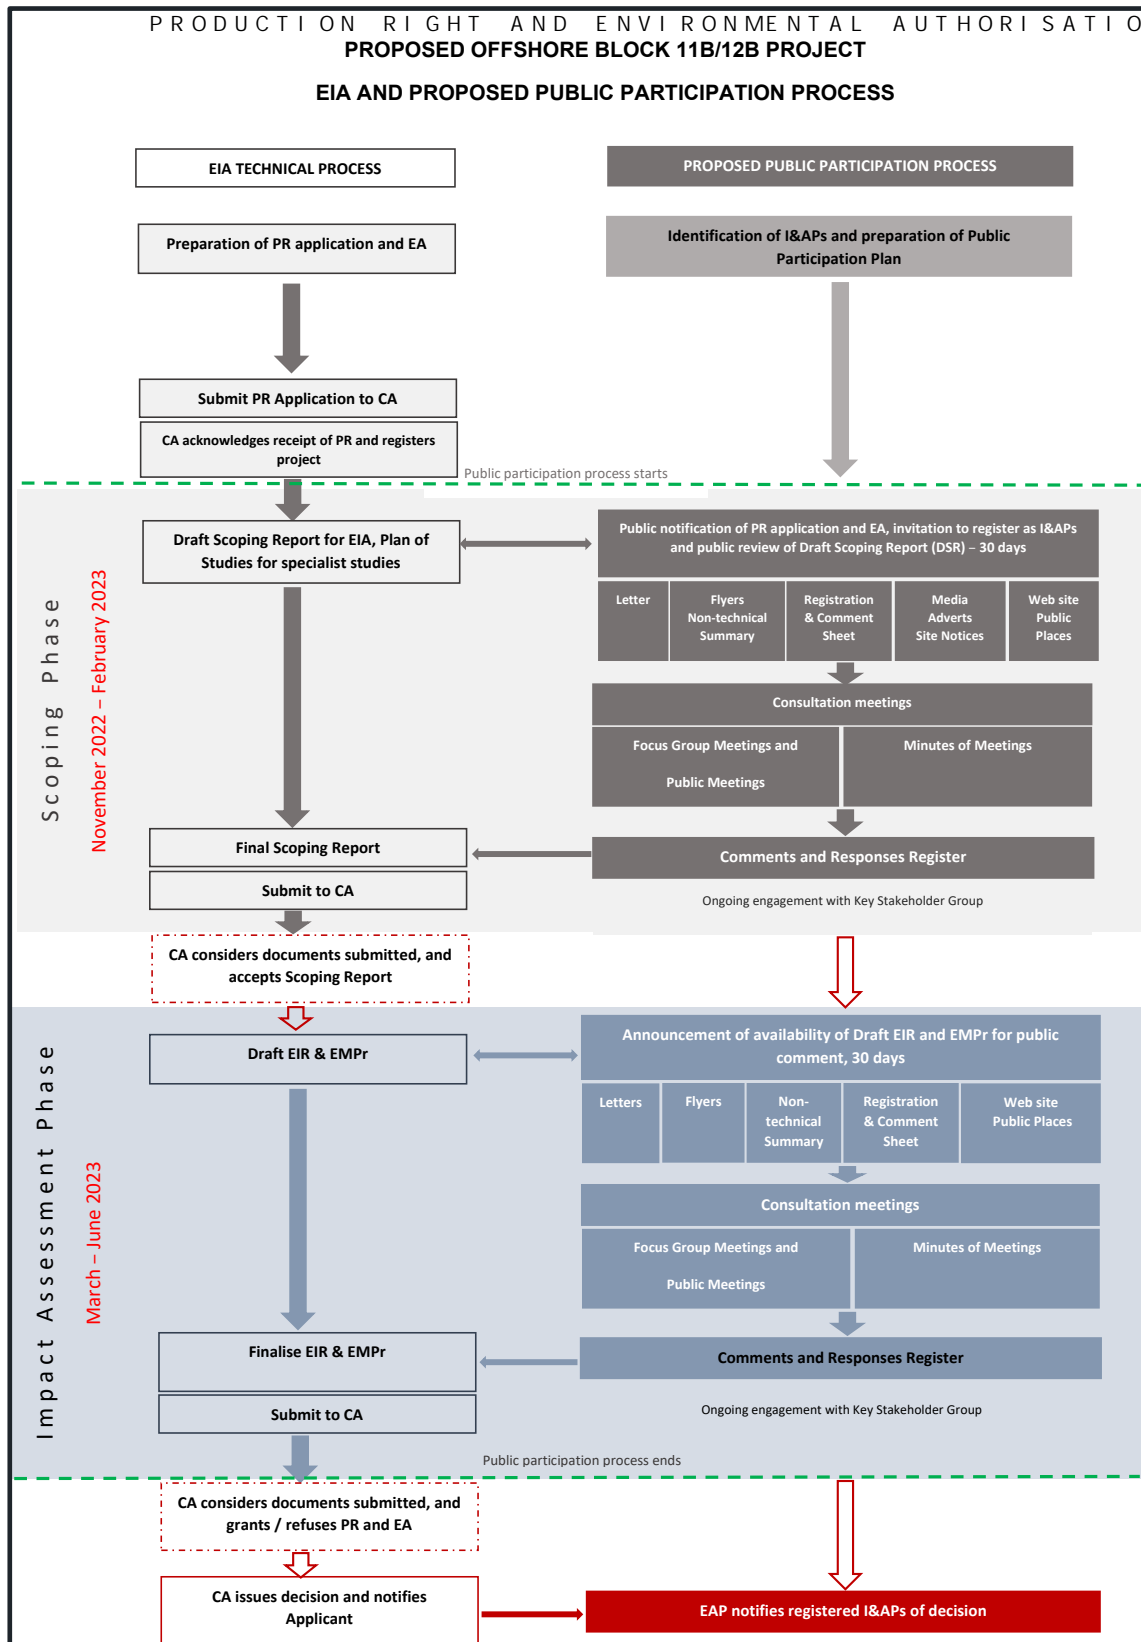 PRODUCTION RIGHT AND ENVIRONMENTAL AUTHORISATIO
PROPOSED OFFSHORE BLOCK 11B/12B PROJECT
EIA AND PROPOSED PUBLIC PARTICIPATION PROCESS
EIA TECHNICAL PROCESS
PROPOSED PUBLIC PARTICIPATION PROCESS
Preparation of PR application and EA
Identification of I&APs and preparation of Public
Participation Plan
Submit PR Application to CA
CA acknowledges receipt of PR and registers
project
Public participation process starts
Scoping Phase
November 2022 – February 2023
Draft Scoping Report for EIA, Plan of
Studies for specialist studies
Public notification of PR application and EA, invitation to register as I&APs
and public review of Draft Scoping Report (DSR) – 30 days
Letter
Flyers
Non-technical
Summary
Registration
& Comment
Sheet
Media
Adverts
Site Notices
Web site
Public
Places
Consultation meetings
Focus Group Meetings and
Public Meetings
Minutes of Meetings
Final Scoping Report
Comments and Responses Register
Submit to CA
Ongoing engagement with Key Stakeholder Group
CA considers documents submitted, and
accepts Scoping Report
Impact Assessment Phase
March – June 2023
Draft EIR & EMPr
Announcement of availability of Draft EIR and EMPr for public
comment, 30 days
Letters
Flyers
Non-
technical
Summary
Registration
& Comment
Sheet
Web site
Public Places
Consultation meetings
Focus Group Meetings and
Public Meetings
Minutes of Meetings
Finalise EIR & EMPr
Comments and Responses Register
Submit to CA
Ongoing engagement with Key Stakeholder Group
Public participation process ends
CA considers documents submitted, and
grants / refuses PR and EA
CA issues decision and notifies
Applicant
EAP notifies registered I&APs of decision